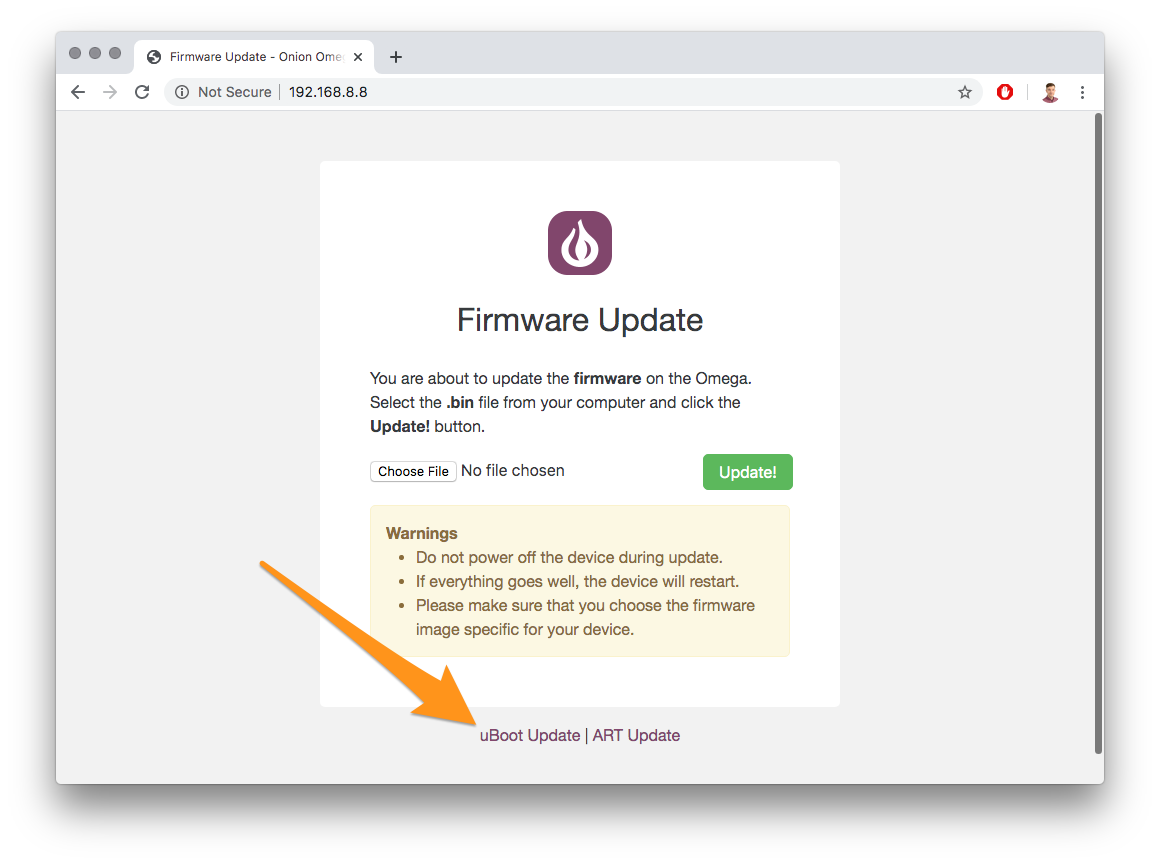 Firmware Update - Onion Ome
Not Secure | 192.168.8.8
Firmware Update
You are about to update the firmware on the Omega.
Select the .bin file from your computer and click the
Update! button.
Choose File No file chosen
Update!
Warnings
• Do not power off the device during update.
• If everything goes well, the device will restart.
• Please make sure that you choose the firmware
image specific for your device.
uBoot Update | ART Update